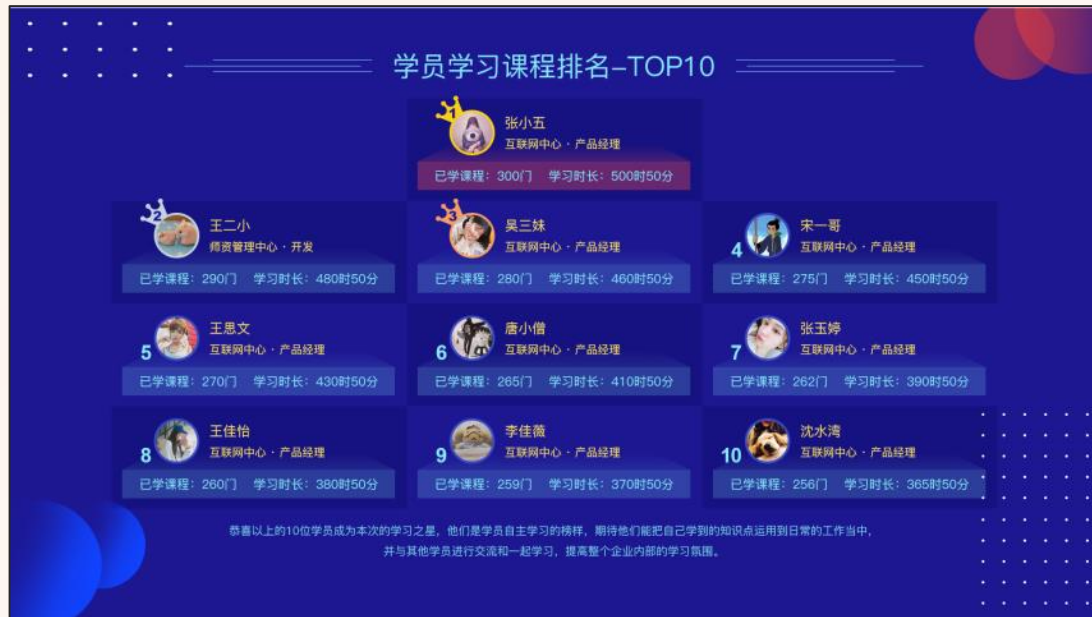 学员学习课程排名-TOP10
1
张小五
互联网中心·产品经理
已学课程：300门 学习时长：500时50分
2
王二小
师资管理中心·开发
已学课程：290门 学习时长：480时50分
3
吴三妹
互联网中心·产品经理
已学课程：280门 学习时长：460时50分
4
宋一哥
互联网中心·产品经理
已学课程：275门 学习时长：450时50分
5
王思文
互联网中心·产品经理
已学课程：270门 学习时长：430时50分
6
唐小僧
互联网中心·产品经理
已学课程：265门 学习时长：410时50分
7
张玉婷
互联网中心·产品经理
已学课程：262门 学习时长：390时50分
8
王佳怡
互联网中心·产品经理
已学课程：260门 学习时长：380时50分
9
李佳薇
互联网中心·产品经理
已学课程：259门 学习时长：370时50分
10
沈水湾
互联网中心·产品经理
已学课程：256门 学习时长：365时50分
恭喜以上的10位学员成为本次的学习之星，他们是学员自主学习的榜样，期待他们能把自己学到的知识点运用到日常的工作当中，
并与其他学员进行交流和一起学习，提高整个企业内部的学习氛围。